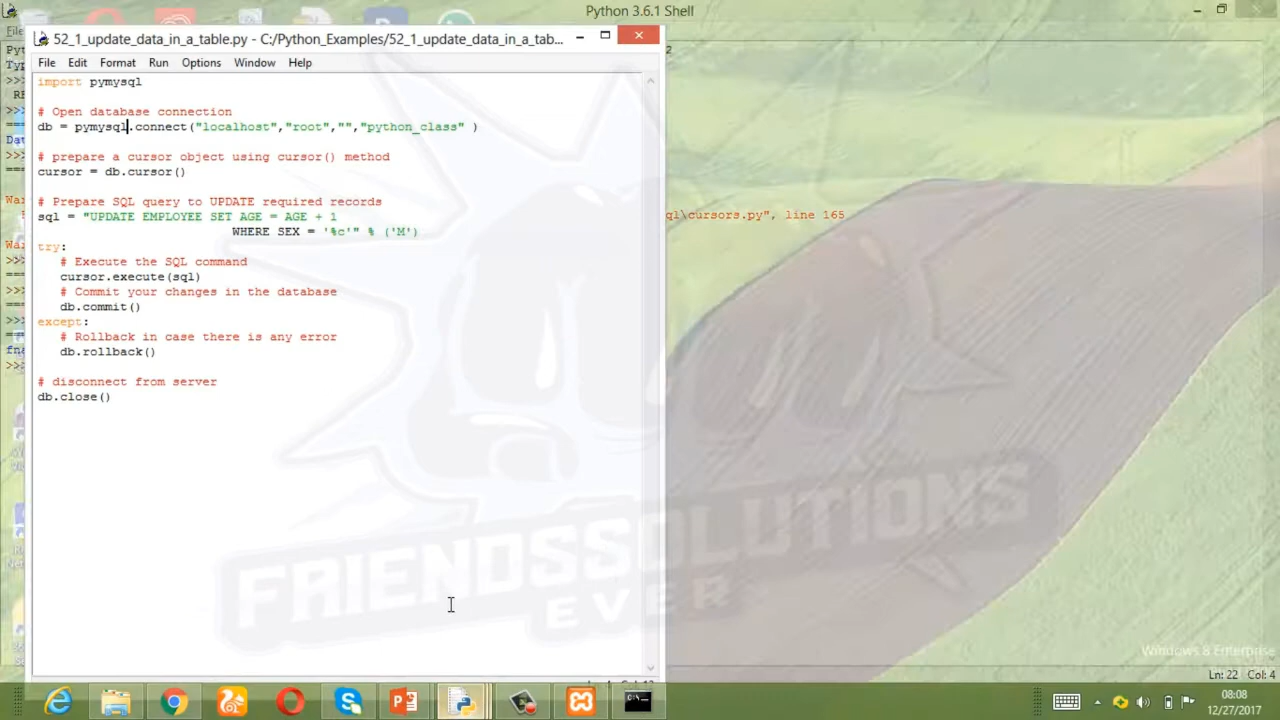 Python 3.6.1 Shell
52_1_update_data_in_a_table.py - C:/Python_Examples/52_1_update_data_in_a_tab...
File Edit Format Run Options Window Help
import pymysql
# Open database connection
db = pymysql.connect("localhost","root","","python_class" )
# prepare a cursor object using cursor() method
cursor = db.cursor()
# Prepare SQL query to UPDATE required records
sql = "UPDATE EMPLOYEE SET AGE = AGE + 1
WHERE SEX = '%c'" % ('M')
ql\cursors.py", line 165
try:
# Execute the SQL command
cursor.execute(sql)
# Commit your changes in the database
db.commit()
except:
# Rollback in case there is any error
db.rollback()
# disconnect from server
db.close()
FRIENDSSOLUTIONS
EVER
Windows 8 Enterprise
Ln: 22 Col: 4
08:08
12/27/2017